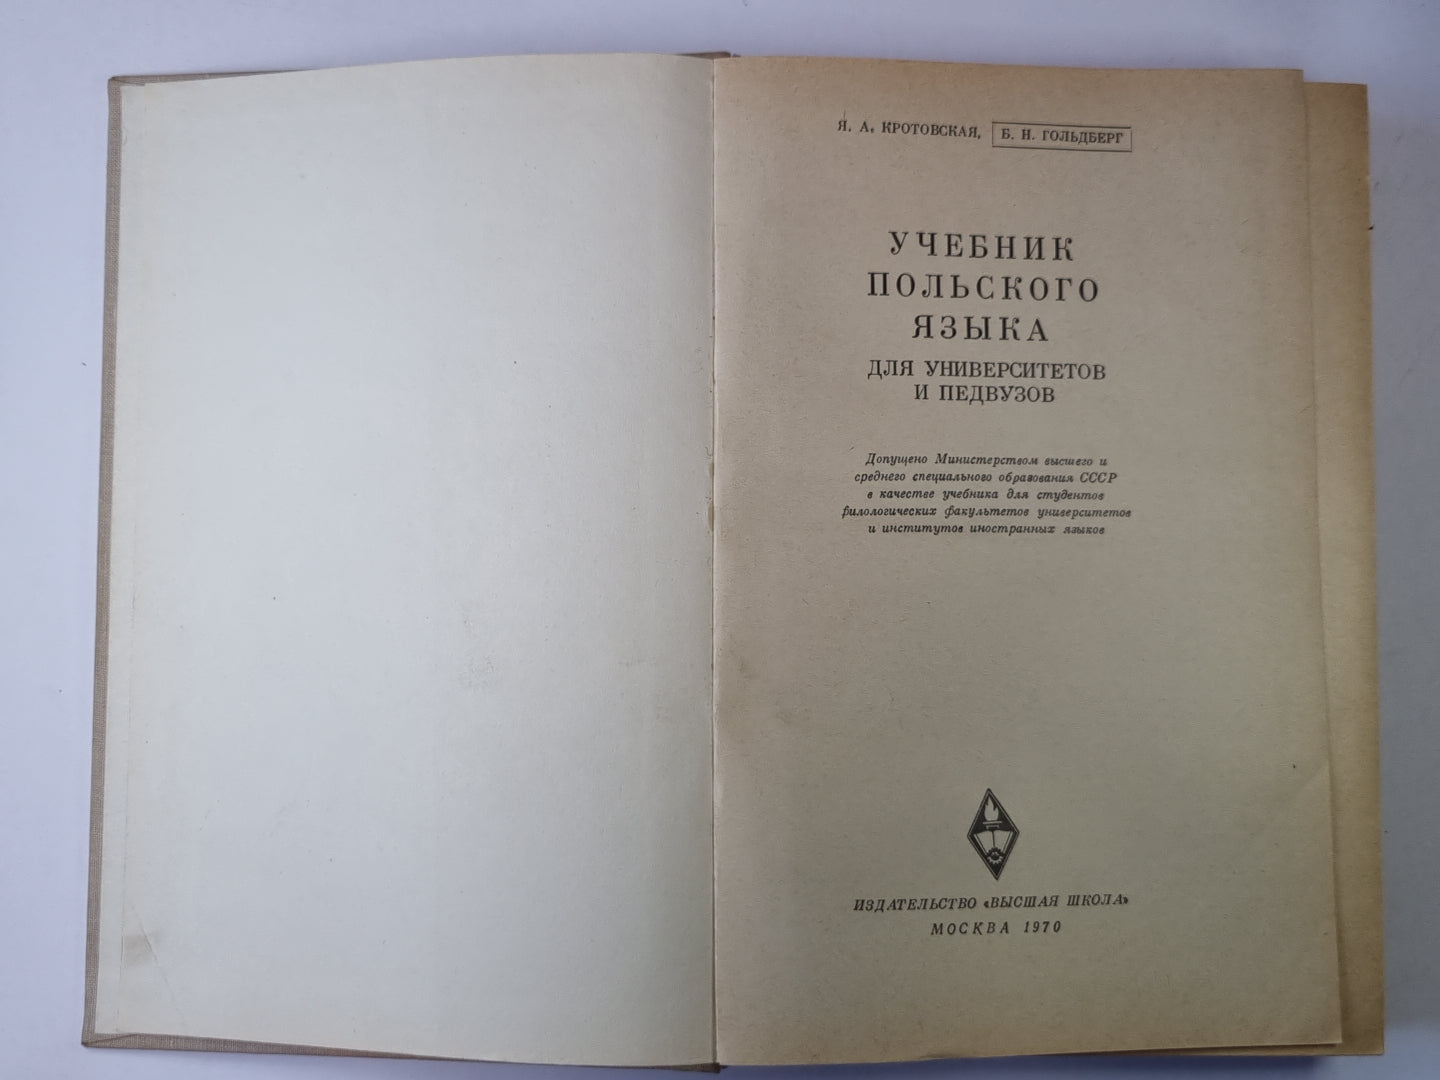 Я. А. КРОТОВСКАЯ, Б. Н. ГОЛЬДБЕРГ
УЧЕБНИК
ПОЛЬСКОГО
ЯЗЫКА
ДЛЯ УНИВЕРСИТЕТОВ
И ПЕДВУЗОВ
Допущено Министерством высшего и
среднего специального образования СССР
в качестве учебника для студентов
филологических факультетов университетов
и институтов иностранных языков
ИЗДАТЕЛЬСТВО «ВЫСШАЯ ШКОЛА»
МОСКВА 1970